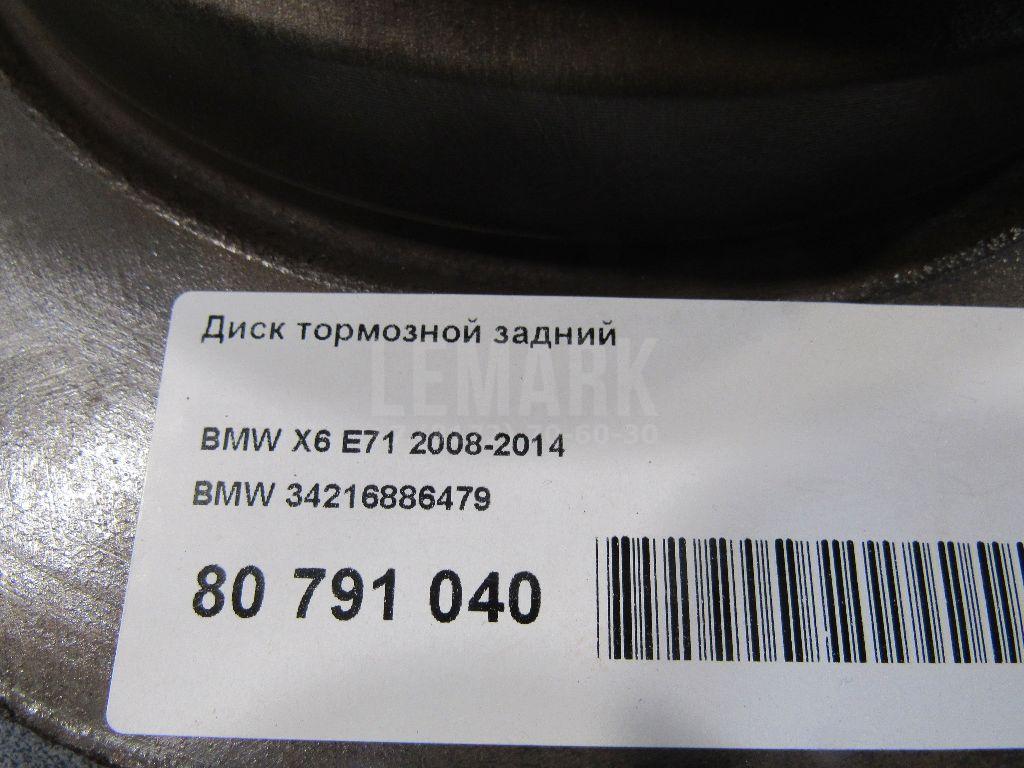 Диск тормозной задний
LEMARK
BMW X6 E71 2008-2014
BMW 34216886479
80 791 040